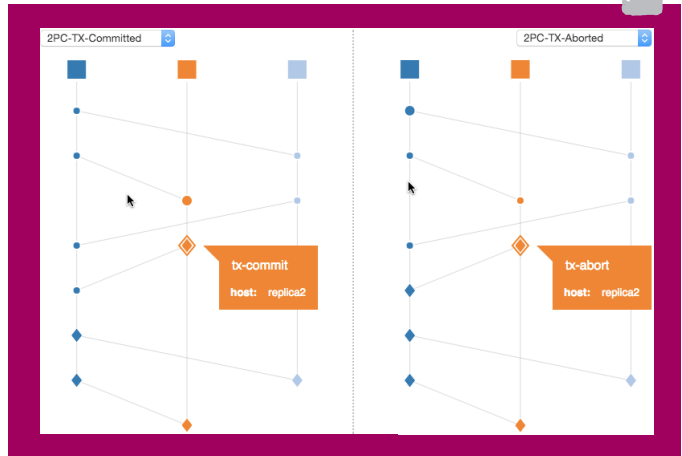 2PC-TX-Committed
2PC-TX-Aborted
tx-commit
host: replica2
tx-abort
host: replica2